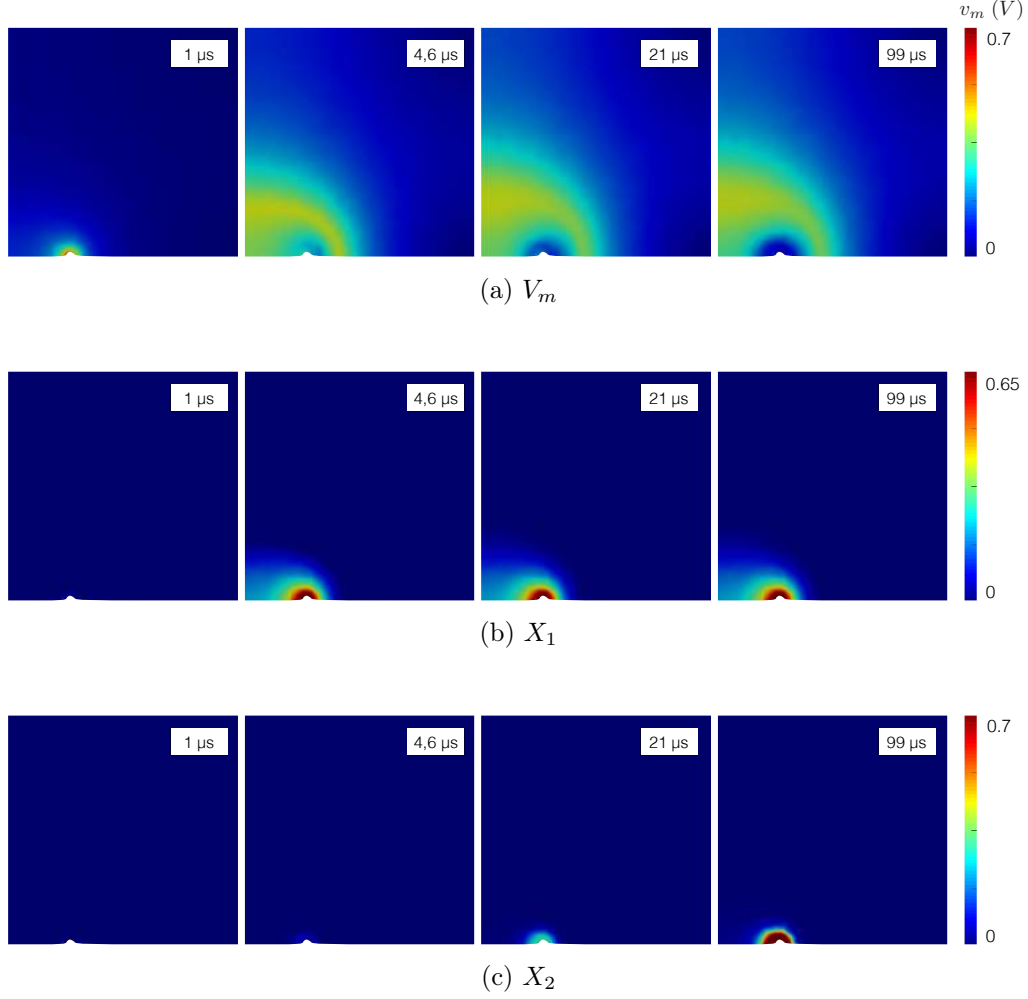 v_m (V)
1 µs 4,6 µs 21 µs 99 µs 0.7
0
(a) V_m
1 µs 4,6 µs 21 µs 99 µs 0.65
0
(b) X_1
1 µs 4,6 µs 21 µs 99 µs 0.7
0
(c) X_2